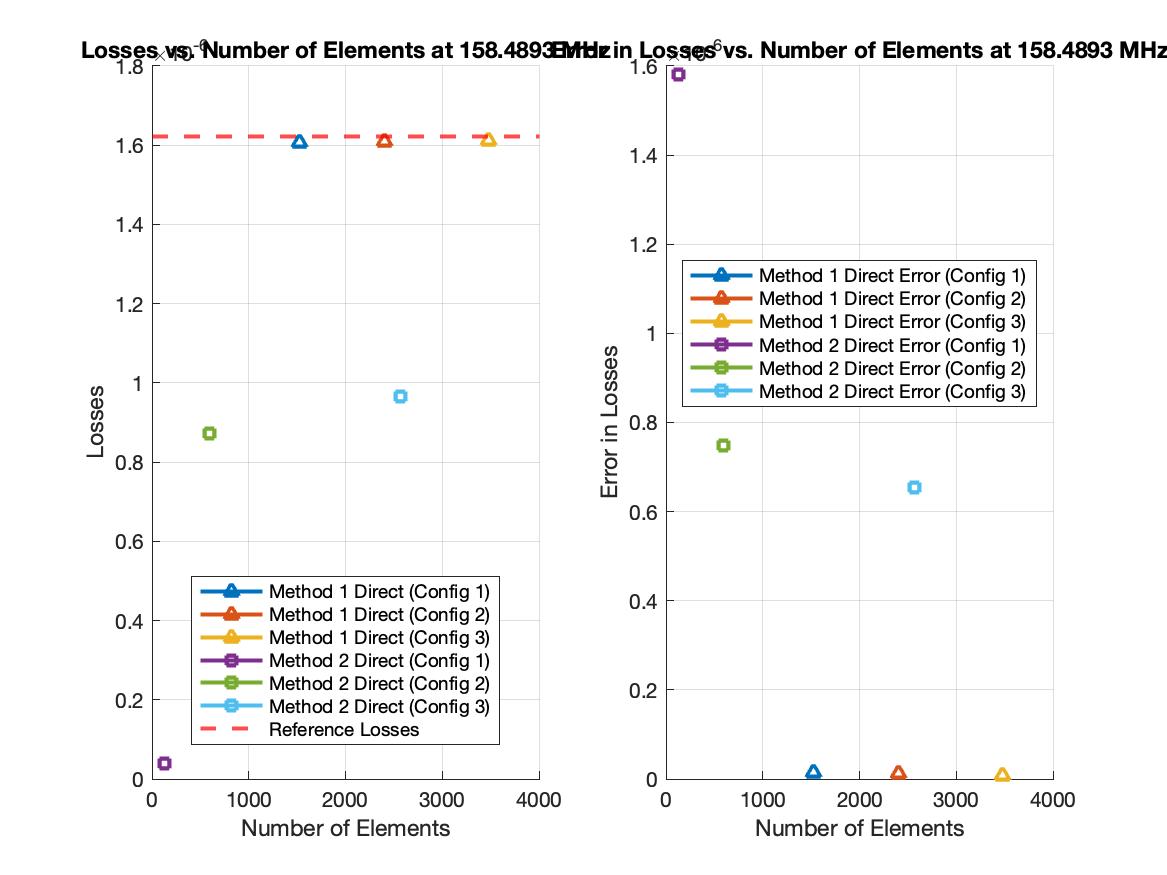 Losses vs. Number of Elements at 158.4893 MHz
Error in Losses vs. Number of Elements at 158.4893 MHz
×10-6
1.8
1.6
1.4
1.2
1
0.8
0.6
0.4
0.2
0
Losses
Method 1 Direct (Config 1)
Method 1 Direct (Config 2)
Method 1 Direct (Config 3)
Method 2 Direct (Config 1)
Method 2 Direct (Config 2)
Method 2 Direct (Config 3)
Reference Losses
0 1000 2000 3000 4000
Number of Elements
×10-6
1.6
1.4
1.2
1
0.8
0.6
0.4
0.2
0
Error in Losses
Method 1 Direct Error (Config 1)
Method 1 Direct Error (Config 2)
Method 1 Direct Error (Config 3)
Method 2 Direct Error (Config 1)
Method 2 Direct Error (Config 2)
Method 2 Direct Error (Config 3)
0 1000 2000 3000 4000
Number of Elements